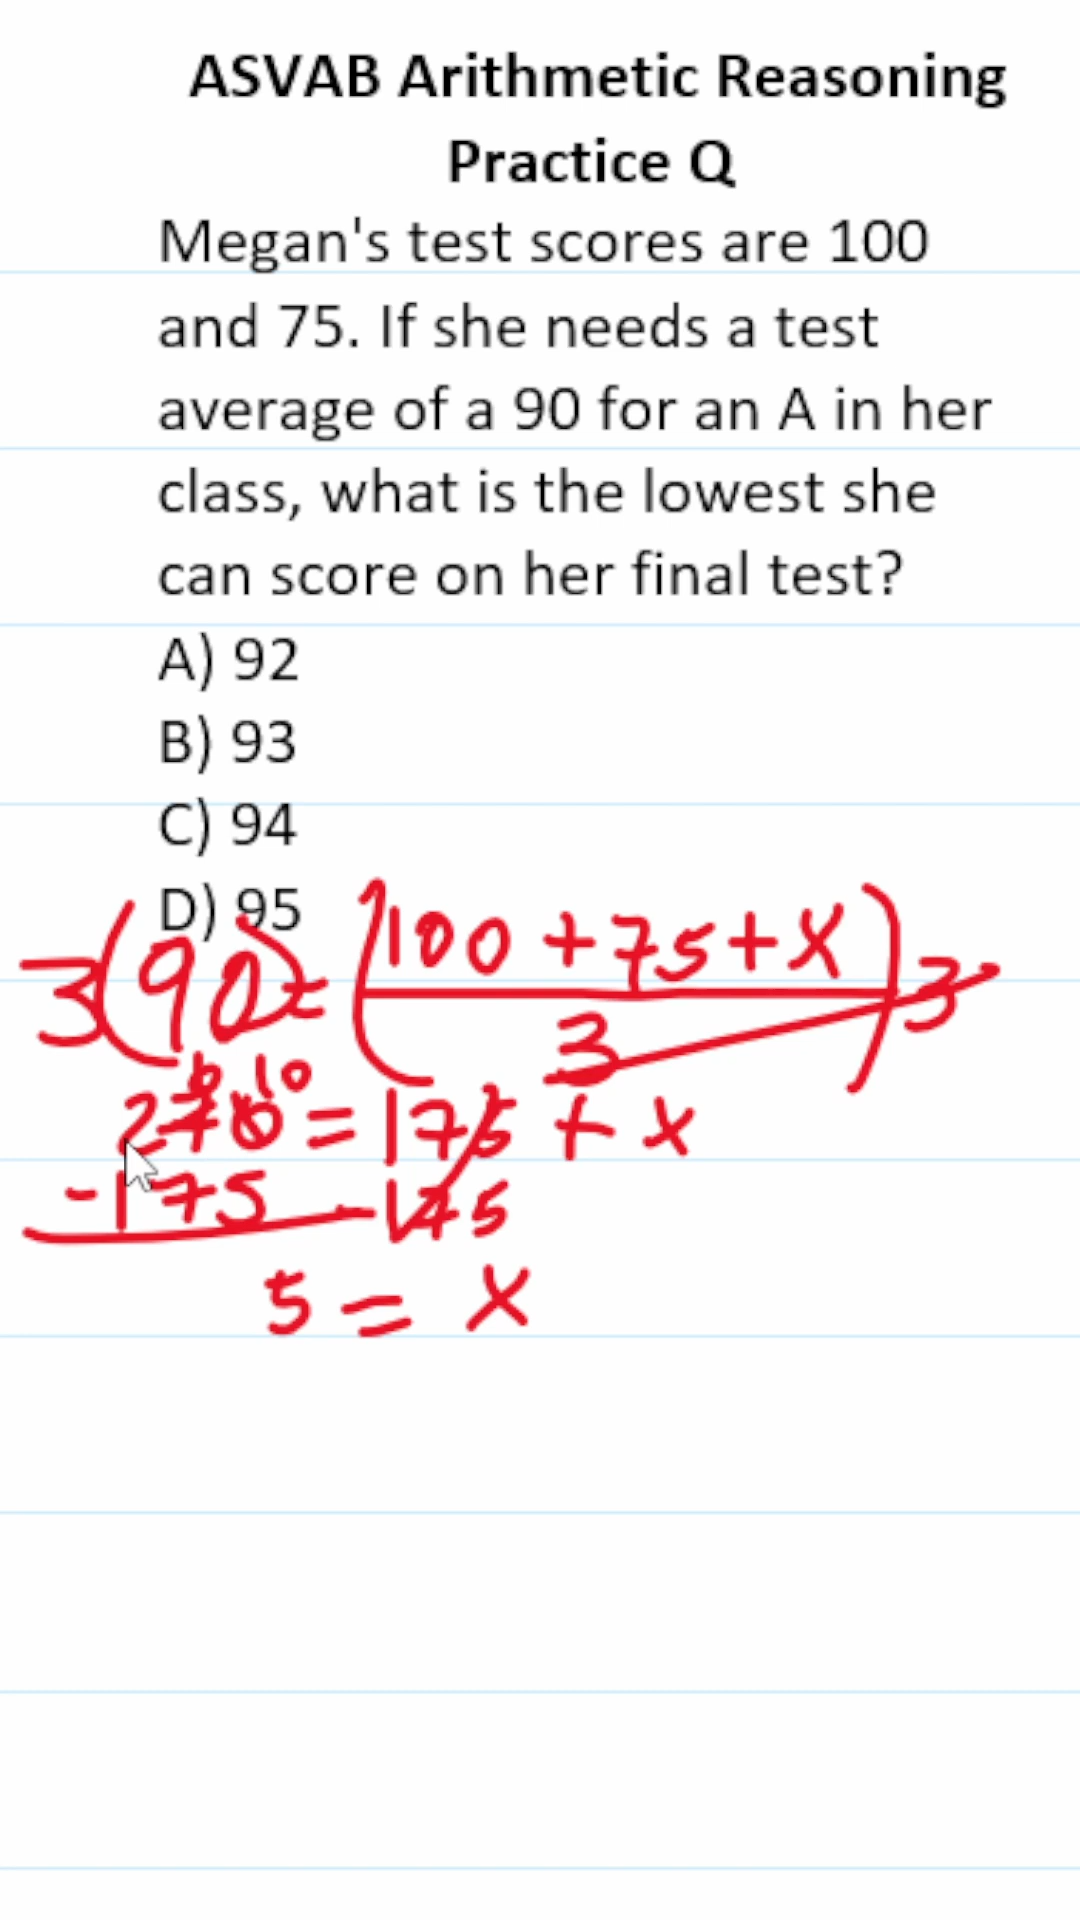 ASVAB Arithmetic Reasoning
Practice Q
Megan's test scores are 100
and 75. If she needs a test
average of a 90 for an A in her
class, what is the lowest she
can score on her final test?
A) 92
B) 93
C) 94
D) 95
3(90) = (100 + 75 + x)3
3
6 10
270 = 175 + x
-175 -175
5 = x